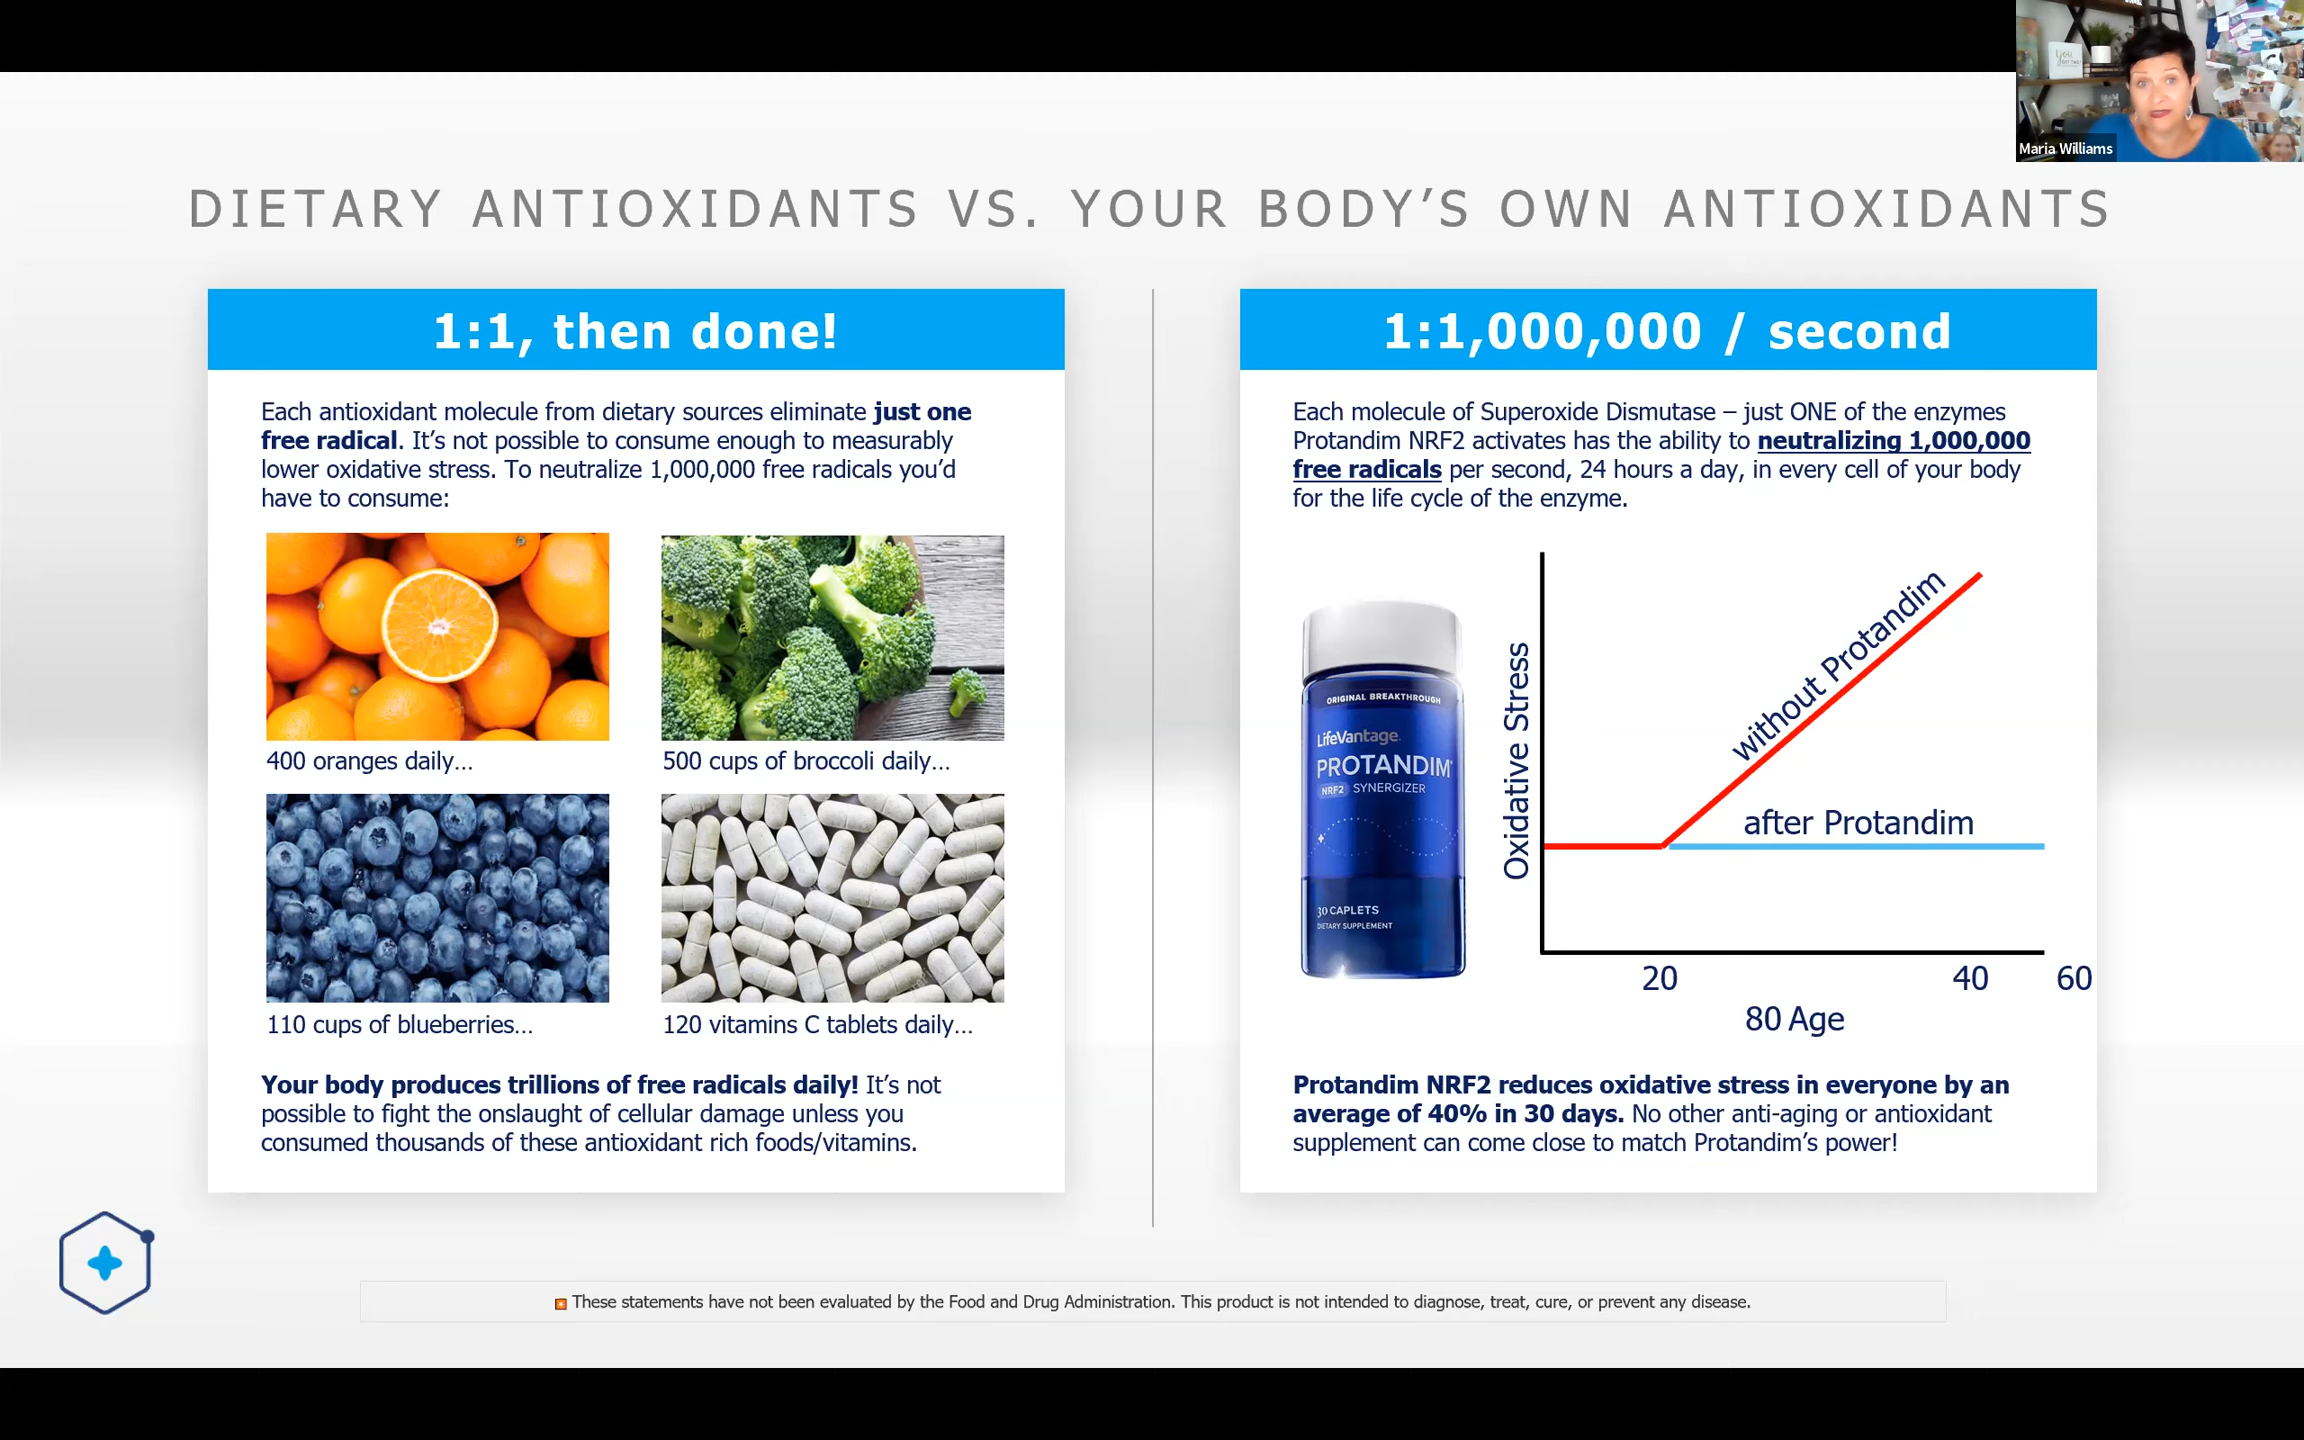 Maria Williams
DIETARY ANTIOXIDANTS VS. YOUR BODY’S OWN ANTIOXIDANTS
1:1, then done!
Each antioxidant molecule from dietary sources eliminate just one
free radical. It’s not possible to consume enough to measurably
lower oxidative stress. To neutralize 1,000,000 free radicals you’d
have to consume:
400 oranges daily...
500 cups of broccoli daily...
110 cups of blueberries...
120 vitamins C tablets daily...
Your body produces trillions of free radicals daily! It’s not
possible to fight the onslaught of cellular damage unless you
consumed thousands of these antioxidant rich foods/vitamins.
1:1,000,000 / second
Each molecule of Superoxide Dismutase – just ONE of the enzymes
Protandim NRF2 activates has the ability to neutralizing 1,000,000
free radicals per second, 24 hours a day, in every cell of your body
for the life cycle of the enzyme.
ORIGINAL BREAKTHROUGH
LifeVantage.
PROTANDIM
NRF2 SYNERGIZER
30 CAPLETS
DIETARY SUPPLEMENT
Oxidative Stress
without Protandim
after Protandim
20 40 60
80 Age
Protandim NRF2 reduces oxidative stress in everyone by an
average of 40% in 30 days. No other anti-aging or antioxidant
supplement can come close to match Protandim’s power!
These statements have not been evaluated by the Food and Drug Administration. This product is not intended to diagnose, treat, cure, or prevent any disease.